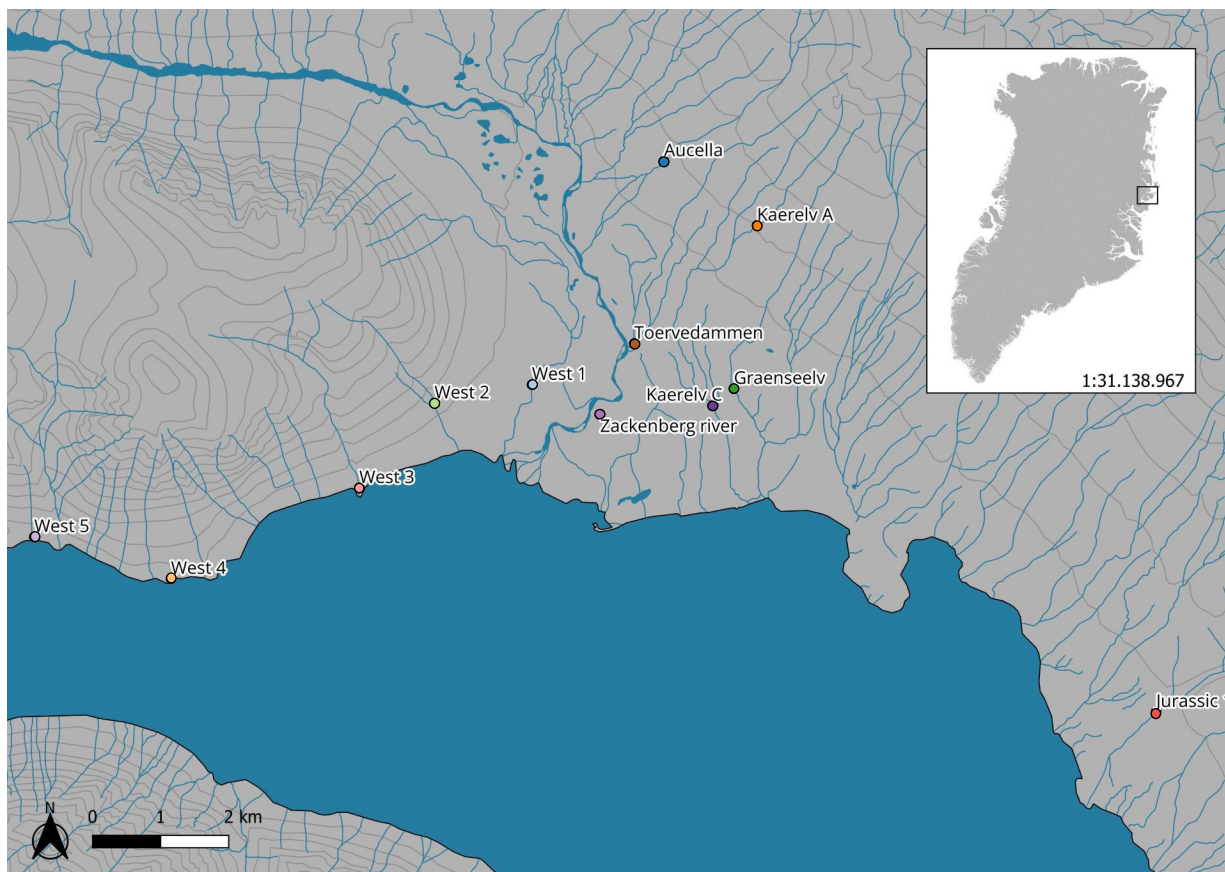 Aucella
Kaerelv A
Toervedammen
West 1
Graenseelv
West 2
Kaerelv C
Zackenberg river
West 3
West 5
West 4
Jurassic
N
0 1 2 km
1:31.138.967